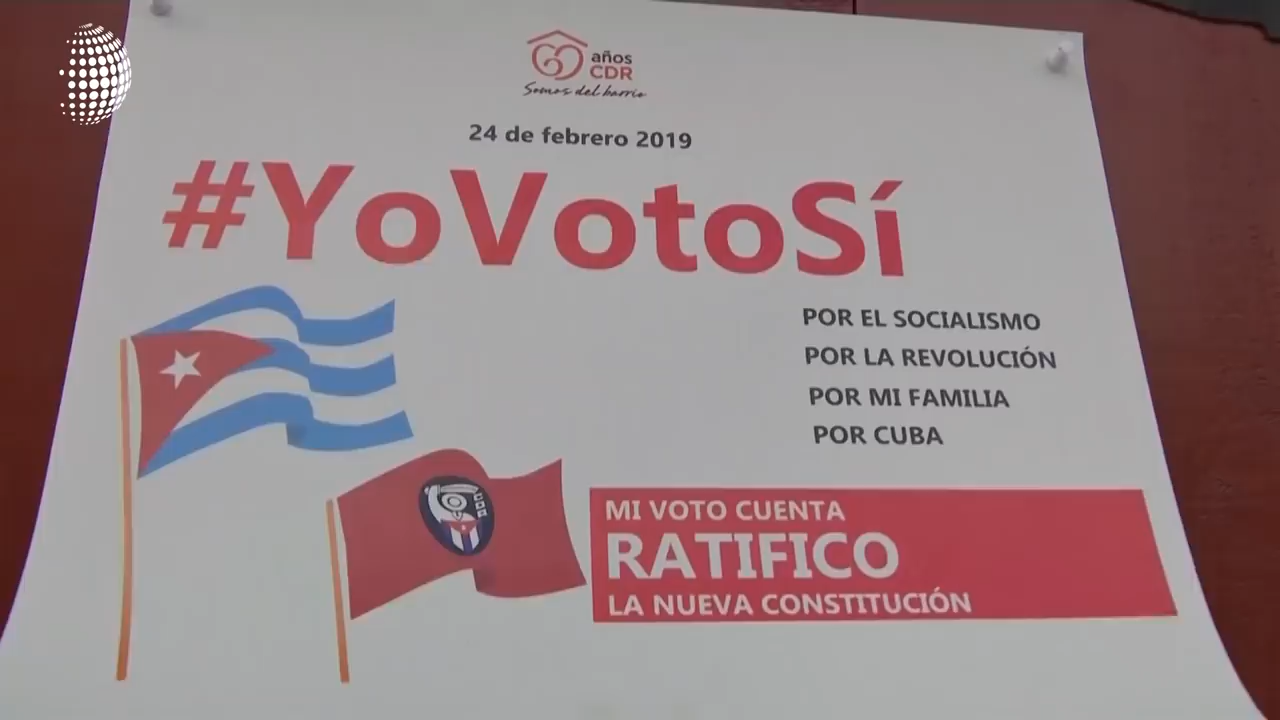 60 años
CDR
Somos del barrio
24 de febrero 2019
#YoVotoSí
POR EL SOCIALISMO
POR LA REVOLUCIÓN
POR MI FAMILIA
POR CUBA
CDR
MI VOTO CUENTA
RATIFICO
LA NUEVA CONSTITUCIÓN